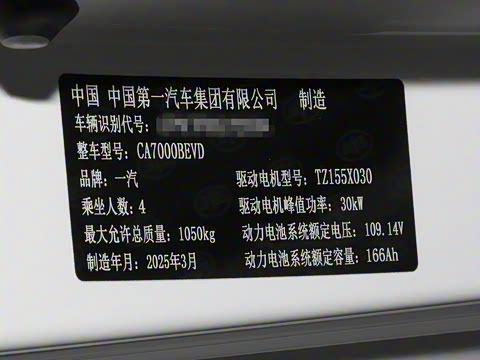 中国 中国第一汽车集团有限公司 制造
车辆识别代号：
整车型号：CA7000BEVD
品牌：一汽 驱动电机型号：TZ155X030
乘坐人数：4 驱动电机峰值功率：30kW
最大允许总质量：1050kg 动力电池系统额定电压：109.14V
制造年月：2025年3月 动力电池系统额定容量：166Ah